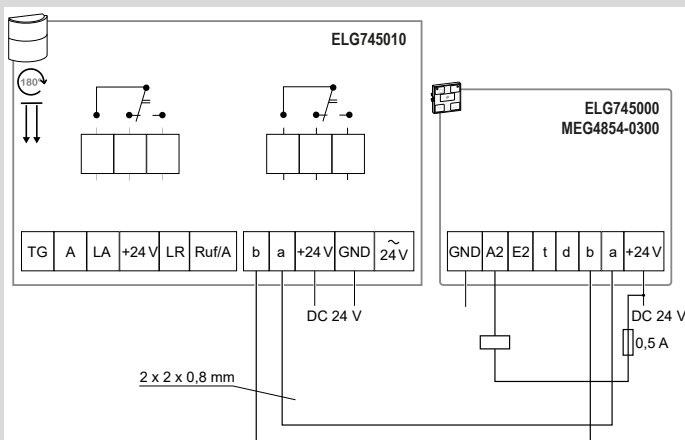 ELG745010
180°
ELG745000
MEG4854-0300
TG A LA +24 V LR Ruf/A b a +24 V GND ~ 24 V
GND A2 E2 t d b a +24 V
DC 24 V
DC 24 V
0,5 A
2 x 2 x 0,8 mm